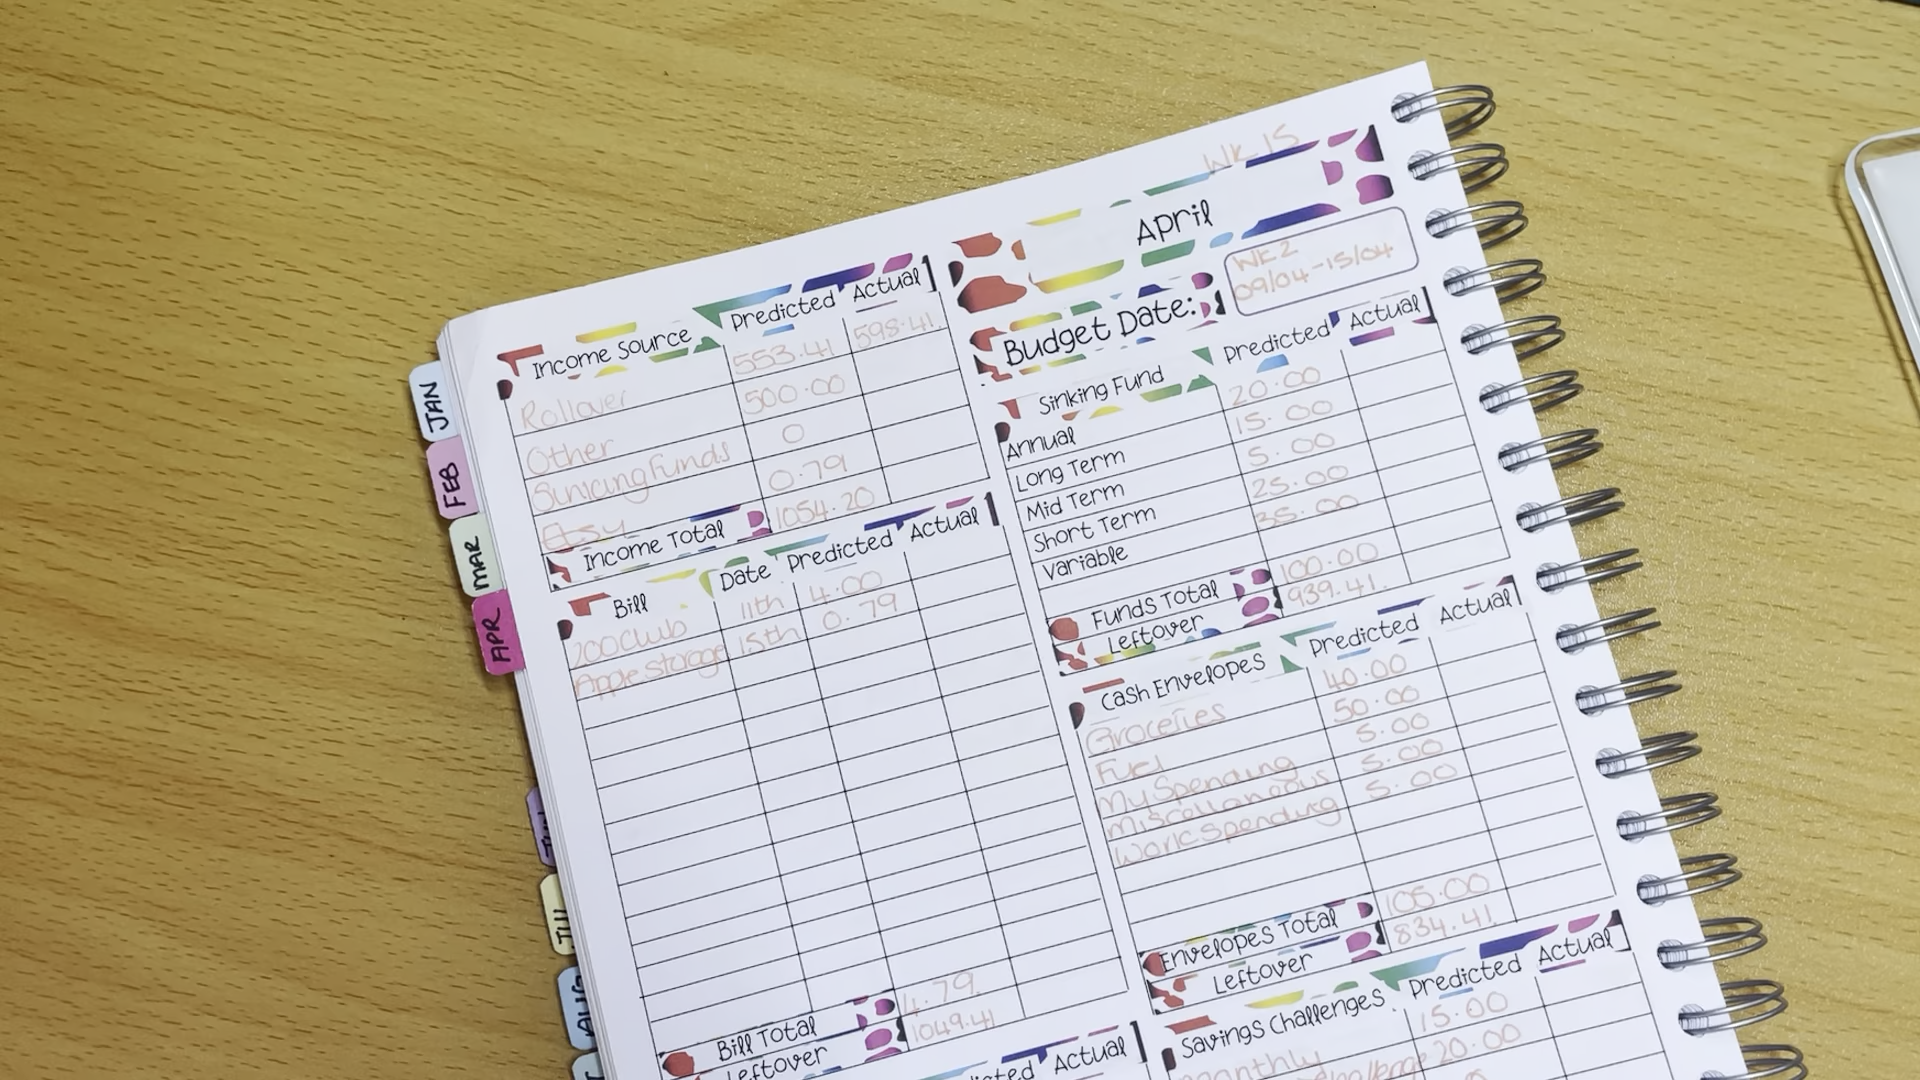 WK 15
April
Budget Date:
WK 2
09/04-15/04
Income Source Predicted Actual
Rollover 553.41 598.41.
Other 500.00
Sinking Funds 0
Etsy 0.79
Income Total 1054.20
Bill Date Predicted Actual
200 Club 11th 4.00
Apple Storage 15th 0.79
Bill Total 4.79.
Leftover 1049.41
Actual
Sinking Fund Predicted Actual
Annual 20.00
Long Term 15.00
Mid Term 5.00
Short Term 25.00
Variable 35.00
Funds Total 100.00
Leftover 939.41.
Cash Envelopes Predicted Actual
Groceries 40.00
Fuel 50.00
My Spending 5.00
Miscellaneous 5.00
Work Spending 5.00
Envelopes Total 105.00
Leftover 834.41.
Savings Challenges Predicted Actual
Monthly 15.00
20.00
JAN
FEB
MAR
APR
JUN
JUL
AUG